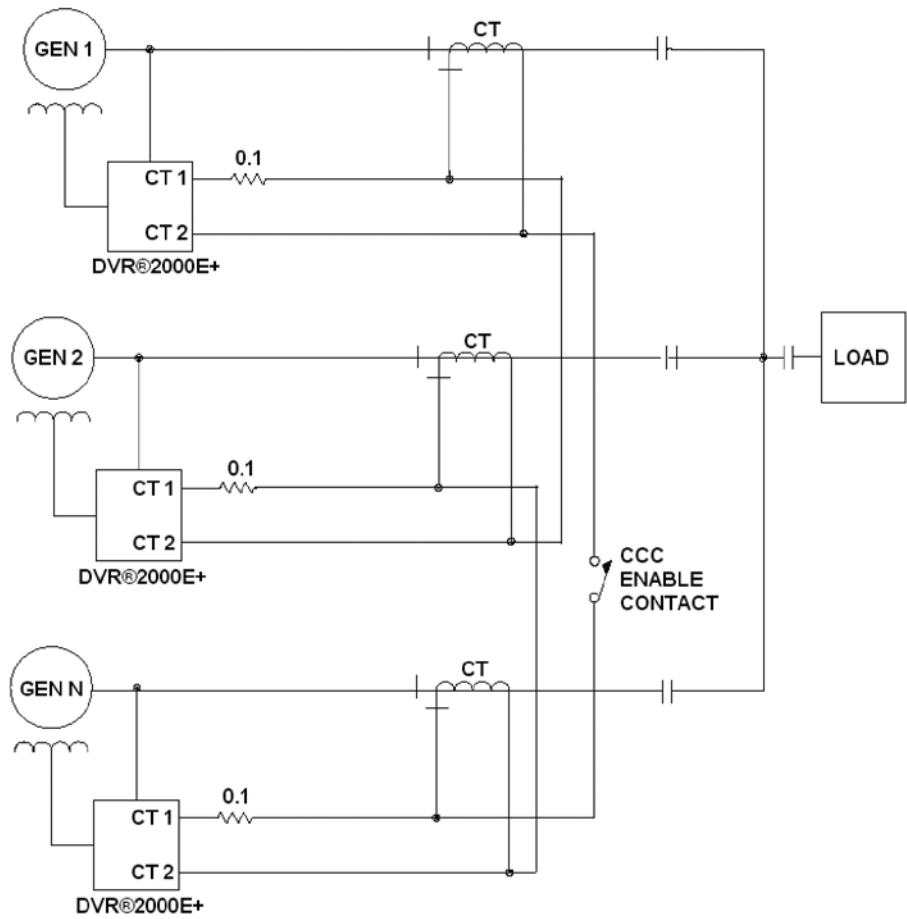 CT
GEN 1
0.1
CT 1
CT 2
DVR®2000E+
CT
GEN 2
LOAD
0.1
CT 1
CT 2
DVR®2000E+
CCC
ENABLE
CONTACT
CT
GEN N
0.1
CT 1
CT 2
DVR®2000E+